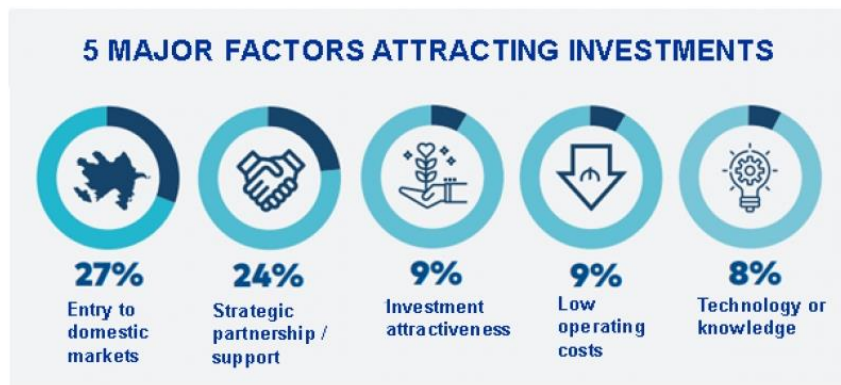 5 MAJOR FACTORS ATTRACTING INVESTMENTS
27%
Entry to
domestic
markets
24%
Strategic
partnership /
support
9%
Investment
attractiveness
9%
Low
operating
costs
8%
Technology or
knowledge